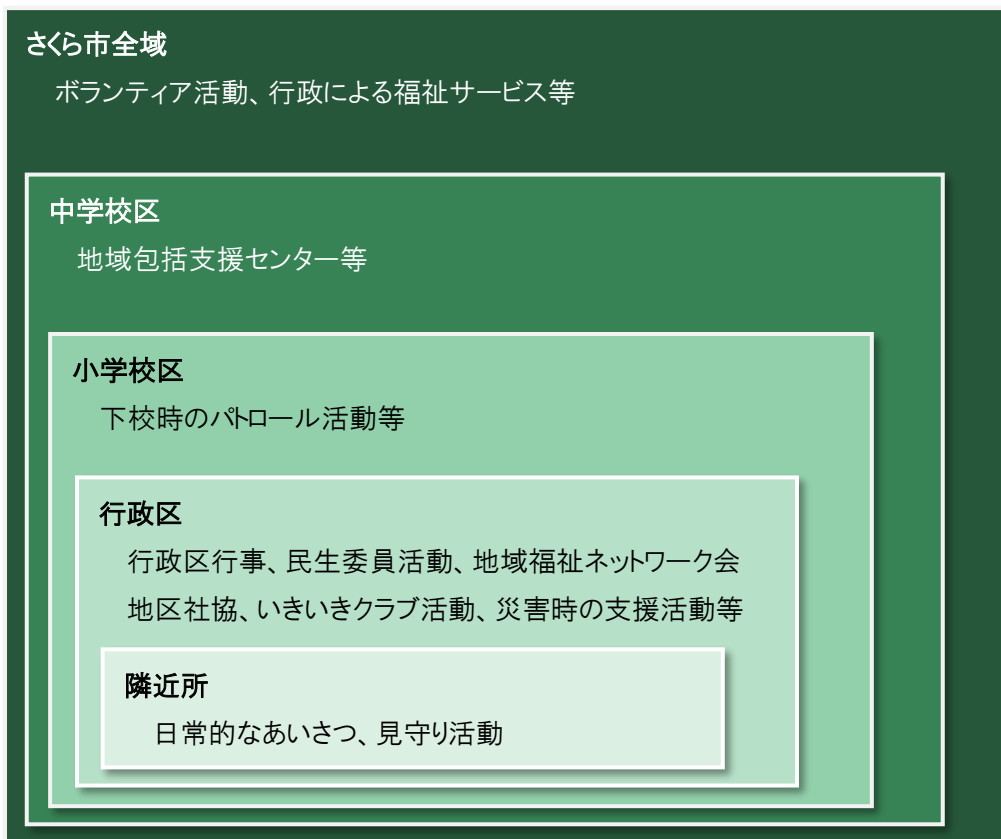 さくら市全域
ボランティア活動、行政による福祉サービス等
中学校区
地域包括支援センター等
小学校区
下校時のパトロール活動等
行政区
行政区行事、民生委員活動、地域福祉ネットワーク会
地区社協、いきいきクラブ活動、災害時の支援活動等
隣近所
日常的なあいさつ、見守り活動